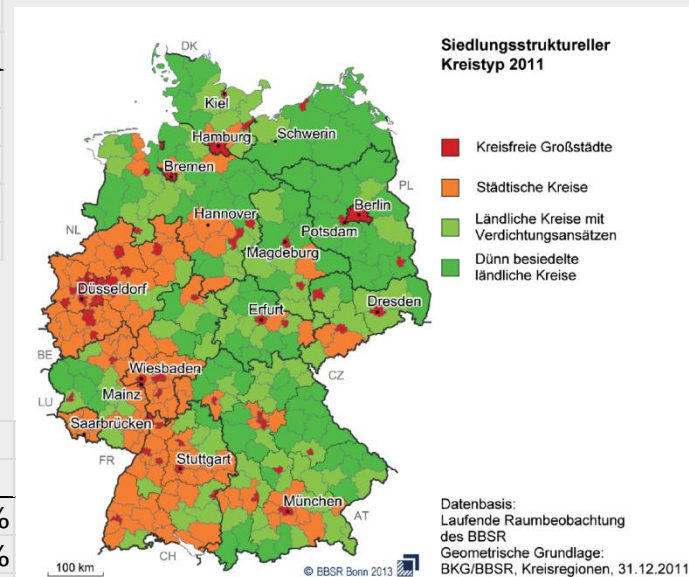 Siedlungsstruktureller
Kreistyp 2011
Kreisfreie Großstädte
Städtische Kreise
Ländliche Kreise mit
Verdichtungsansätzen
Dünn besiedelte
ländliche Kreise
DK
Kiel
Hamburg
Schwerin
Bremen
PL
Berlin
Hannover
Potsdam
NL
Magdeburg
Düsseldorf
Erfurt
Dresden
BE
Wiesbaden
CZ
Mainz
LU
Saarbrücken
FR
Stuttgart
München
AT
CH
100 km
© BBSR Bonn 2013
Datenbasis:
Laufende Raumbeobachtung
des BBSR
Geometrische Grundlage:
BKG/BBSR, Kreisregionen, 31.12.2011
%
%